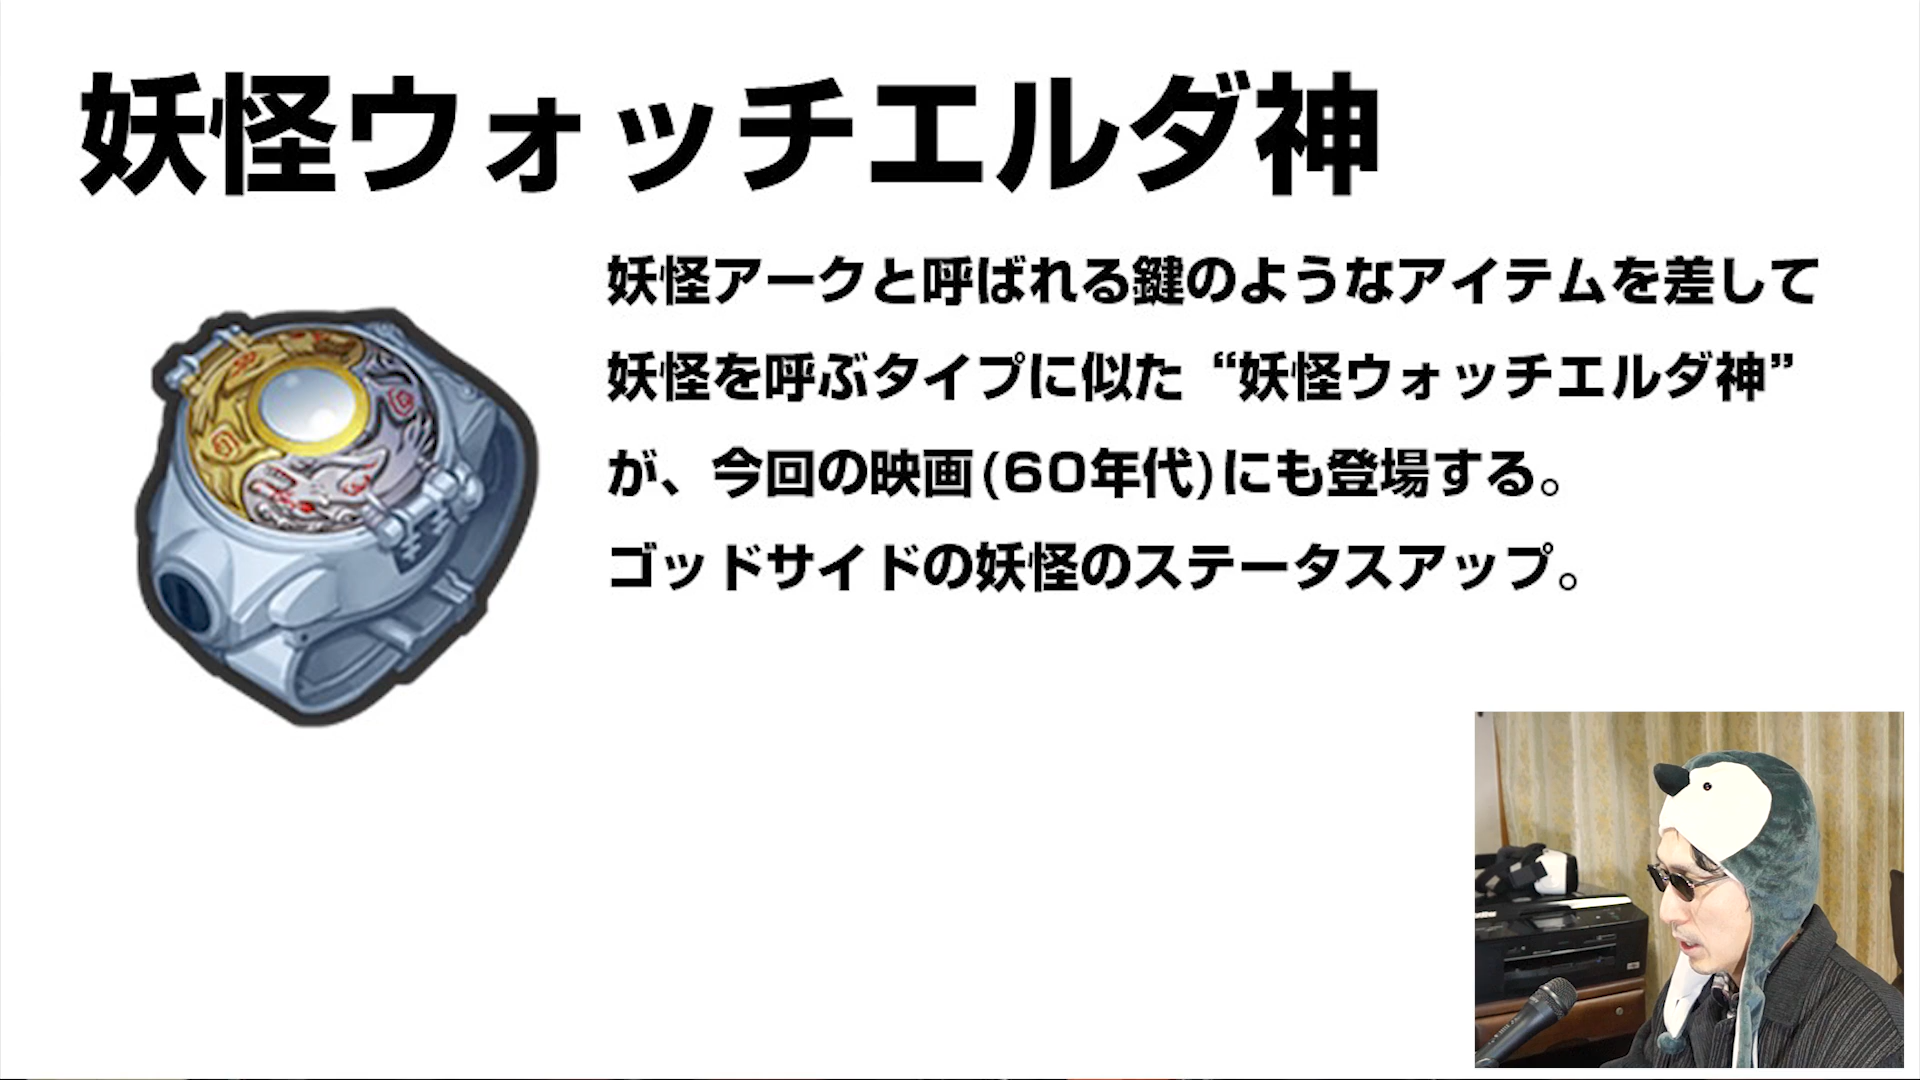 妖怪ウォッチエルダ神
妖怪アークと呼ばれる鍵のようなアイテムを差して
妖怪を呼ぶタイプに似た “妖怪ウォッチエルダ神”
が、今回の映画(60年代)にも登場する。
ゴッドサイドの妖怪のステータスアップ。